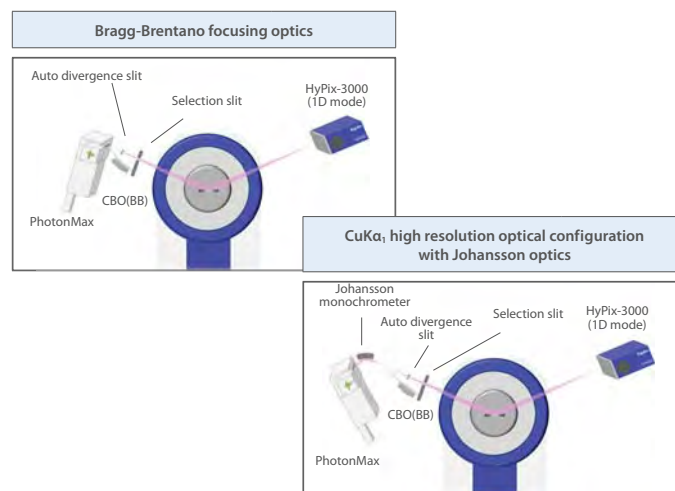 Bragg-Brentano focusing optics
Auto divergence slit
Selection slit
HyPix-3000
(1D mode)
CBO(BB)
PhotonMax
CuKα₁ high resolution optical configuration
with Johansson optics
Johansson
monochrometer
Auto divergence
slit
Selection slit
HyPix-3000
(1D mode)
CBO(BB)
PhotonMax